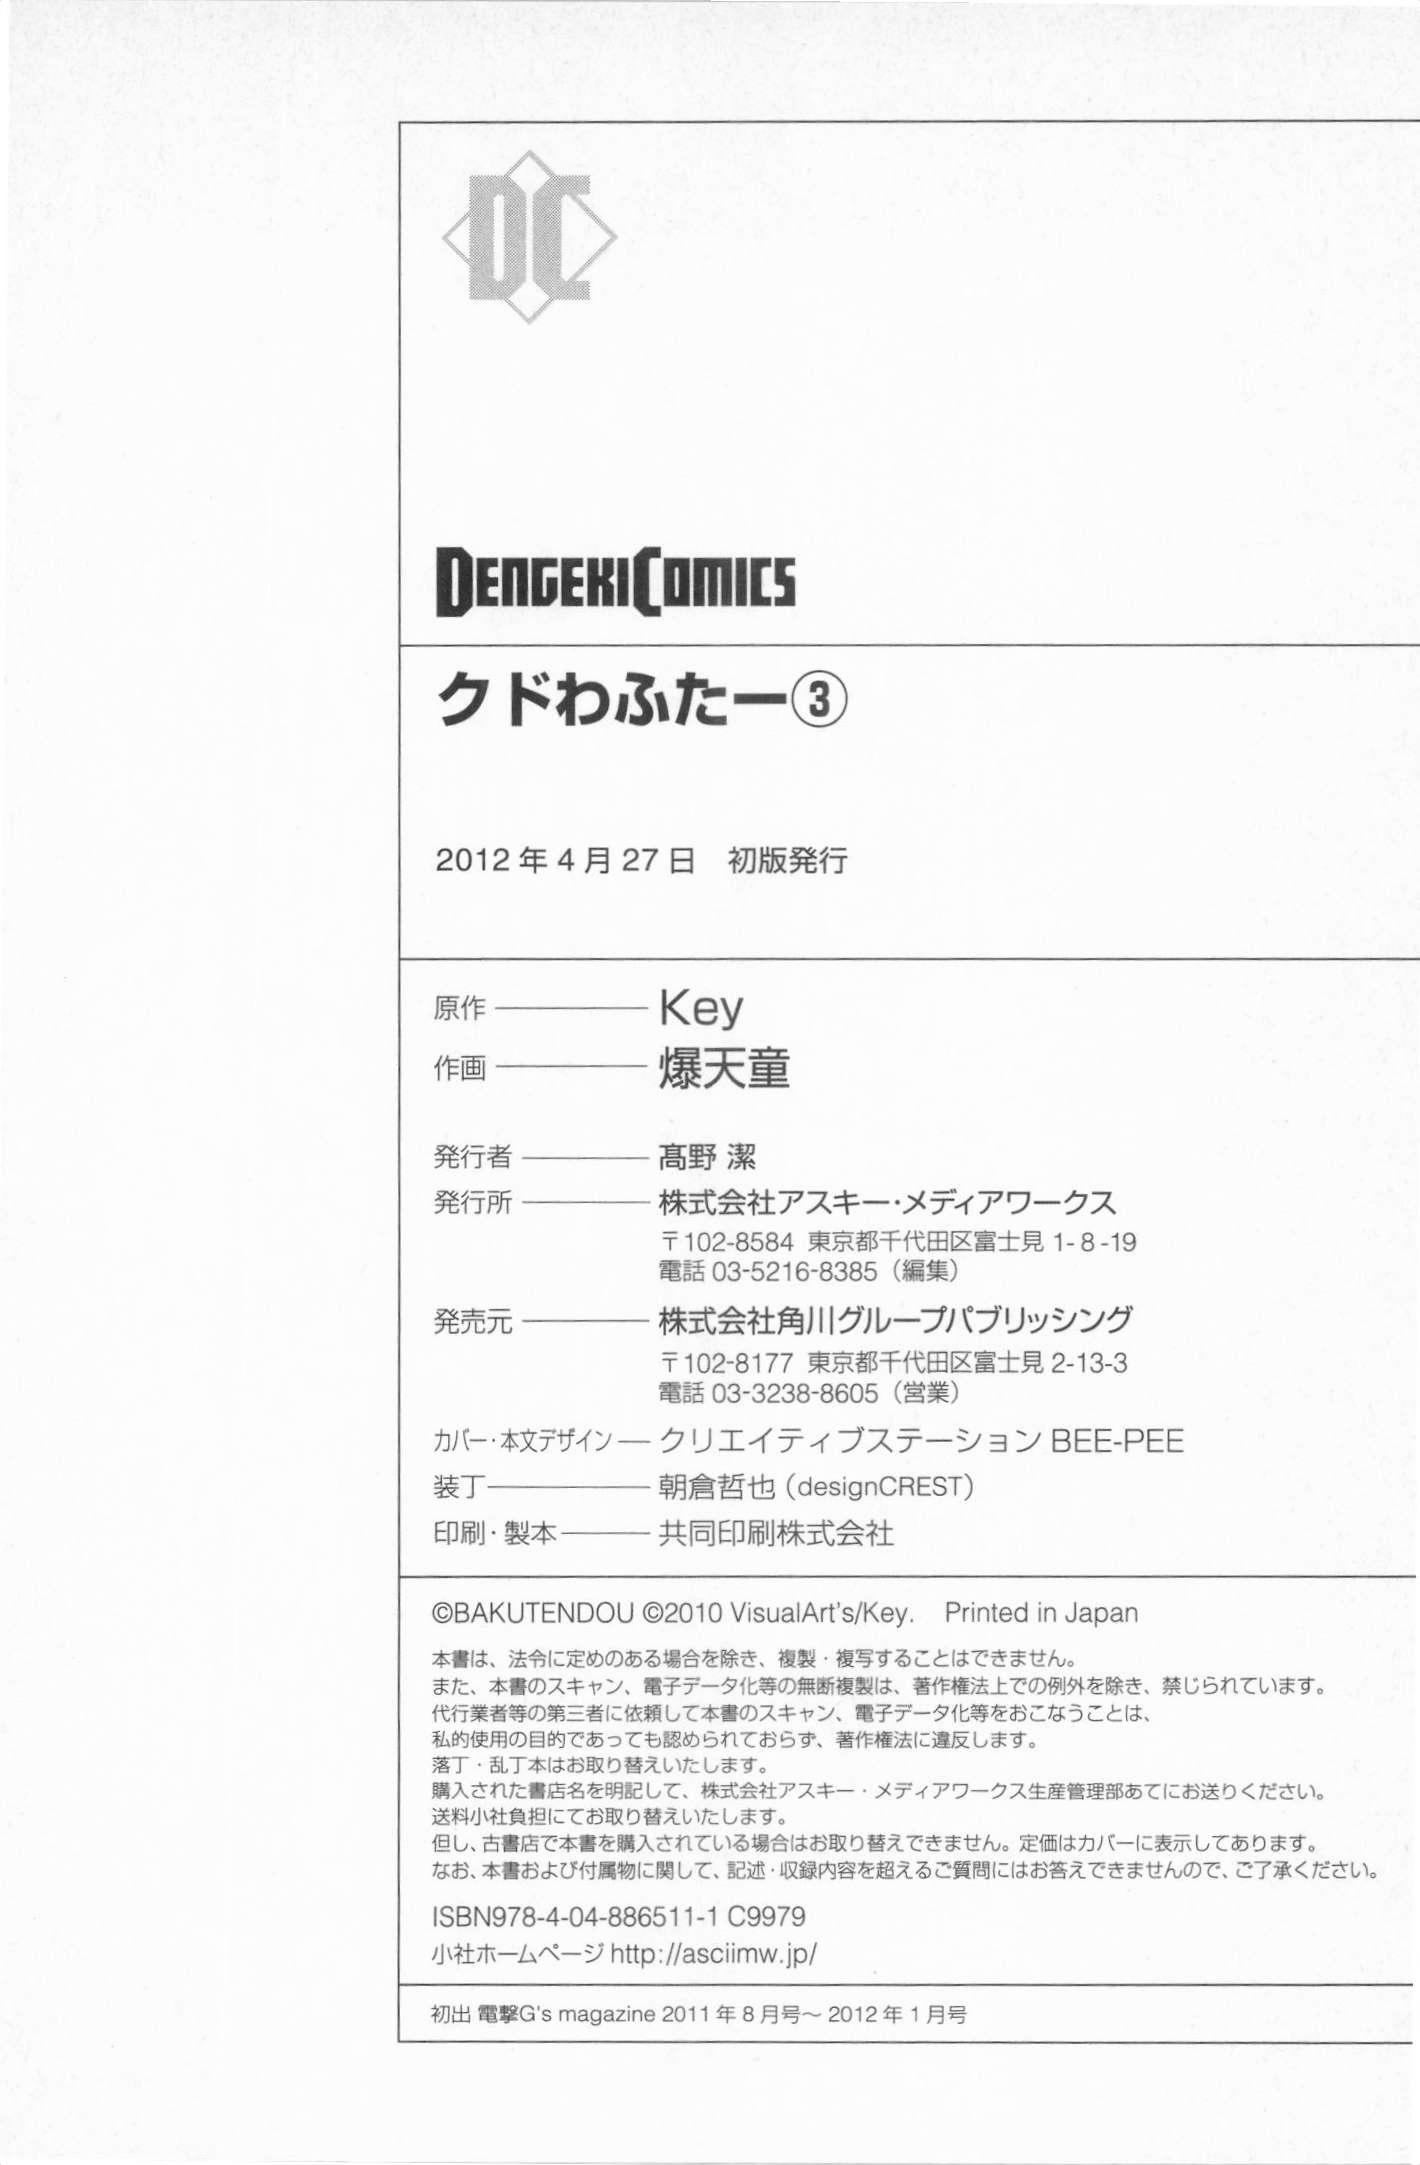 DC
DENGEKI COMICS
クドわふたー③
2012年4月27日　初版発行
原作 Key
作画 爆天童
発行者 髙野 潔
発行所 株式会社アスキー・メディアワークス
〒102-8584 東京都千代田区富士見 1-8-19
電話 03-5216-8385（編集）
発売元 株式会社角川グループパブリッシング
〒102-8177 東京都千代田区富士見 2-13-3
電話 03-3238-8605（営業）
カバー・本文デザイン クリエイティブステーション BEE-PEE
装丁 朝倉哲也（designCREST）
印刷・製本 共同印刷株式会社
©BAKUTENDOU ©2010 VisualArt's/Key.　Printed in Japan
本書は、法令に定めのある場合を除き、複製・複写することはできません。
また、本書のスキャン、電子データ化等の無断複製は、著作権法上での例外を除き、禁じられています。
代行業者等の第三者に依頼して本書のスキャン、電子データ化等をおこなうことは、
私的使用の目的であっても認められておらず、著作権法に違反します。
落丁・乱丁本はお取り替えいたします。
購入された書店名を明記して、株式会社アスキー・メディアワークス生産管理部あてにお送りください。
送料小社負担にてお取り替えいたします。
但し、古書店で本書を購入されている場合はお取り替えできません。定価はカバーに表示してあります。
なお、本書および付属物に関して、記述・収録内容を超えるご質問にはお答えできませんので、ご了承ください。
ISBN978-4-04-886511-1 C9979
小社ホームページ http://asciimw.jp/
初出 電撃G's magazine 2011年8月号〜2012年1月号